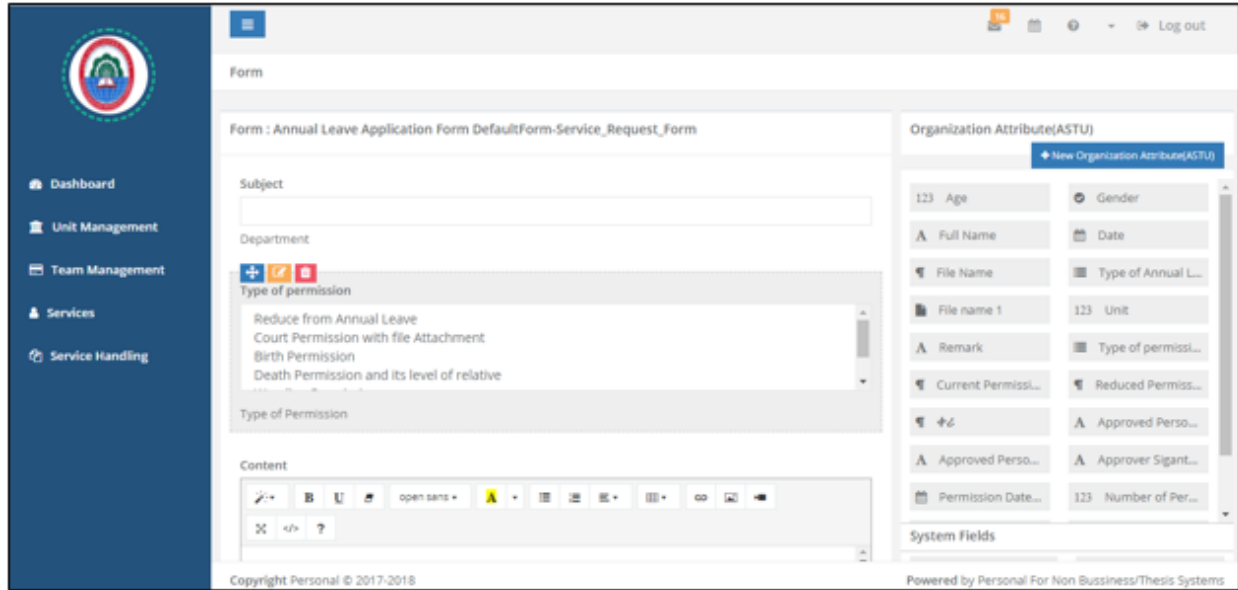 16
Log out
Form
Form : Annual Leave Application Form DefaultForm-Service_Request_Form
Organization Attribute(ASTU)
New Organization Attribute(ASTU)
Dashboard
Unit Management
Team Management
Services
Service Handling
Subject
Department
Type of permission
Reduce from Annual Leave
Court Permission with file Attachment
Birth Permission
Death Permission and its level of relative
Type of Permission
Content
B U open sans A
</> ?
123 Age
Gender
A Full Name
Date
¶ File Name
Type of Annual L...
File name 1
123 Unit
A Remark
Type of permissi...
¶ Current Permissi...
¶ Reduced Permiss...
¶ ቀሪ
A Approved Perso...
A Approved Perso...
A Approver Sigant...
Permission Date...
123 Number of Per...
System Fields
Copyright Personal © 2017-2018
Powered by Personal For Non Bussiness/Thesis Systems